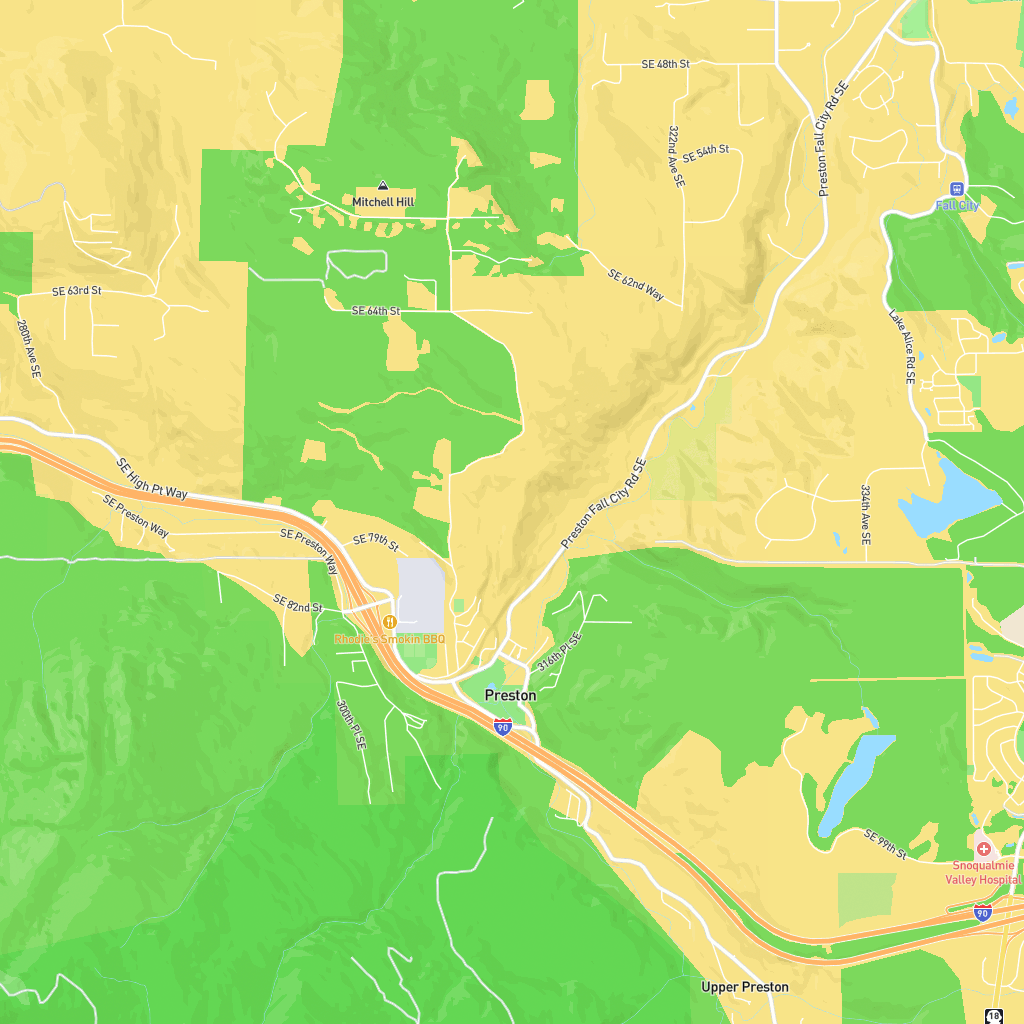 SE 48th St
Preston Fall City Rd SE
322nd Ave SE
SE 54th St
Mitchell Hill
Fall City
SE 62nd Way
SE 63rd St
SE 64th St
280th Ave SE
Lake Alice Rd SE
SE High Pt Way
SE Preston Way
Preston Fall City Rd SE
334th Ave SE
SE Preston Way
SE 79th St
SE 82nd St
Rhodie's Smokin BBQ
316th Pl SE
Preston
300th Pl SE
90
SE 99th St
Snoqualmie
Valley Hospital
90
Upper Preston
18